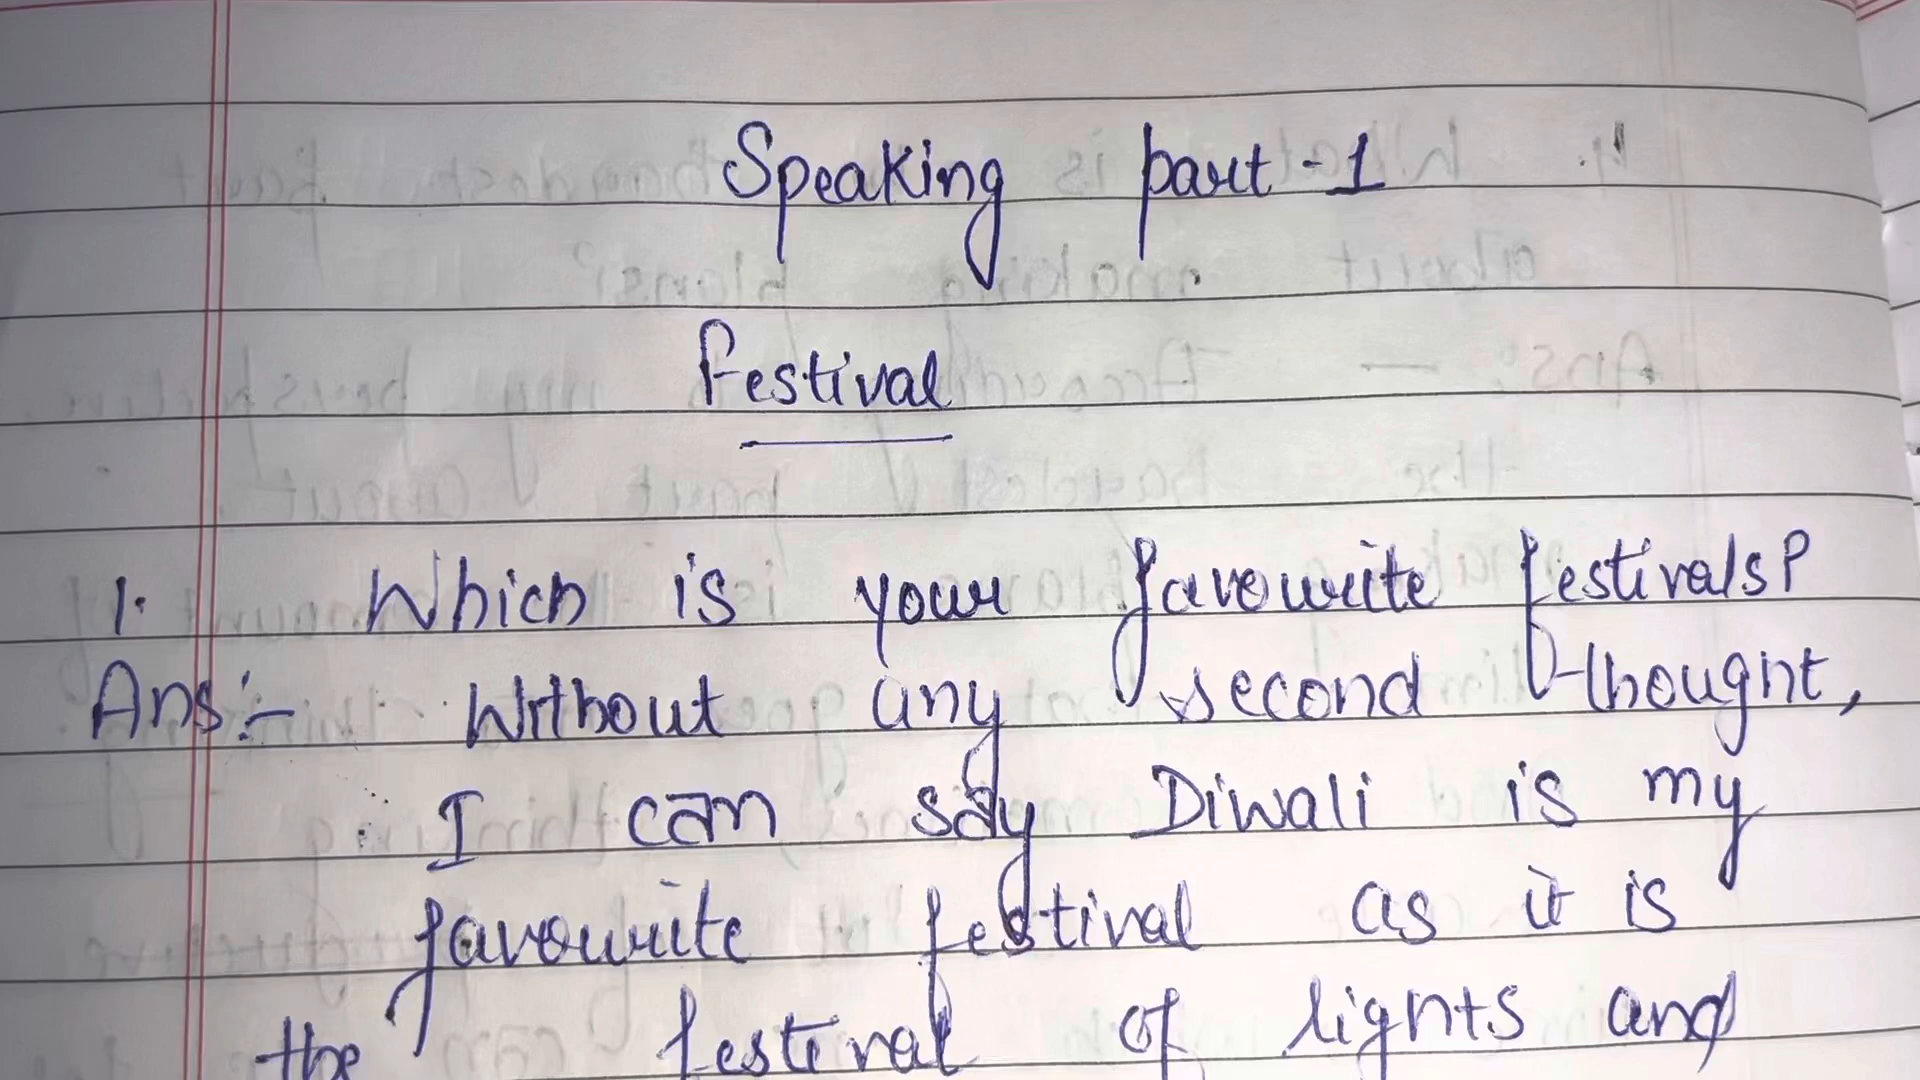 Speaking part-1
Festival
1. Which is your favourite festivals?
Ans:- Without any second thought,
I can say Diwali is my
favourite festival as it is
the festival of lights and